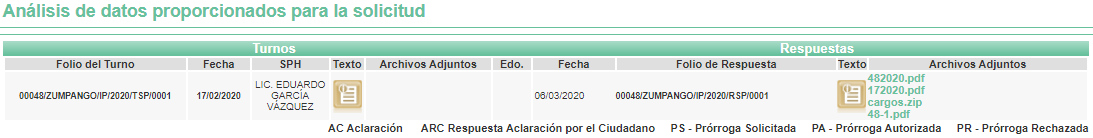 Análisis de datos proporcionados para la solicitud
Turnos Respuestas
Folio del Turno Fecha SPH Texto Archivos Adjuntos Edo. Fecha Folio de Respuesta Texto Archivos Adjuntos
00048/ZUMPANGO/IP/2020/TSP/0001 17/02/2020 LIC. EDUARDO GARCÍA VÁZQUEZ 06/03/2020 00048/ZUMPANGO/IP/2020/RSP/0001
482020.pdf
172020.pdf
cargos.zip
48-1.pdf
AC Aclaración ARC Respuesta Aclaración por el Ciudadano PS - Prórroga Solicitada PA - Prórroga Autorizada PR - Prórroga Rechazada